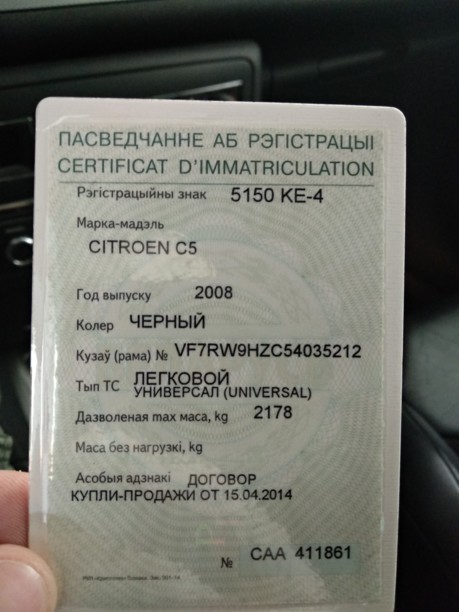 ПАСВЕДЧАННЕ АБ РЭГІСТРАЦЫІ
CERTIFICAT D'IMMATRICULATION
Рэгістрацыйны знак 5150 KE-4
Марка-мадэль
CITROEN C5
Год выпуску 2008
Колер ЧЕРНЫЙ
Кузаў (рама) № VF7RW9HZC54035212
Тып ТС ЛЕГКОВОЙ
УНИВЕРСАЛ (UNIVERSAL)
Дазволеная max маса, kg 2178
Маса без нагрузкі, kg
Асобыя адзнакі ДОГОВОР
КУПЛИ-ПРОДАЖИ ОТ 15.04.2014
№ САА 411861